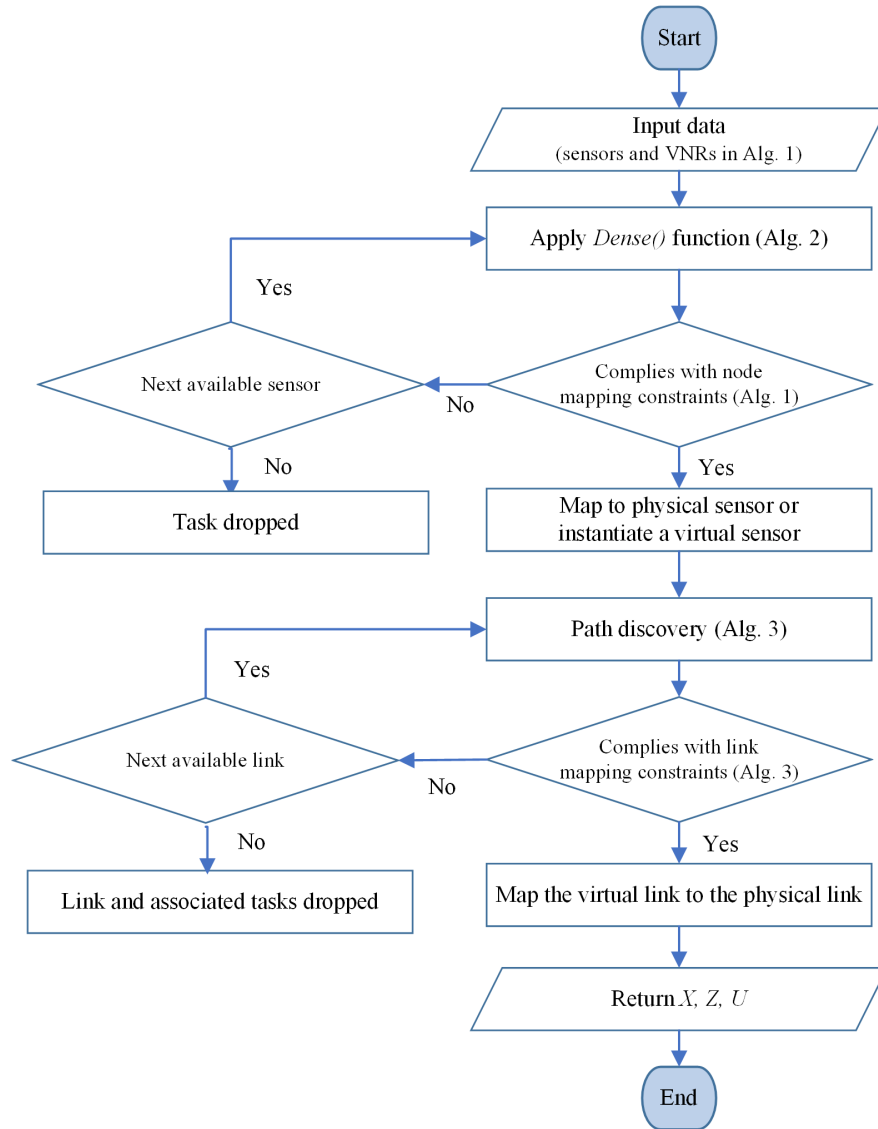 Start
Input data
(sensors and VNRs in Alg. 1)
Apply Dense() function (Alg. 2)
Yes
Next available sensor
Complies with node
mapping constraints (Alg. 1)
No
No
Yes
Task dropped
Map to physical sensor or
instantiate a virtual sensor
Path discovery (Alg. 3)
Yes
Next available link
Complies with link
mapping constraints (Alg. 3)
No
No
Yes
Link and associated tasks dropped
Map the virtual link to the physical link
Return X, Z, U
End